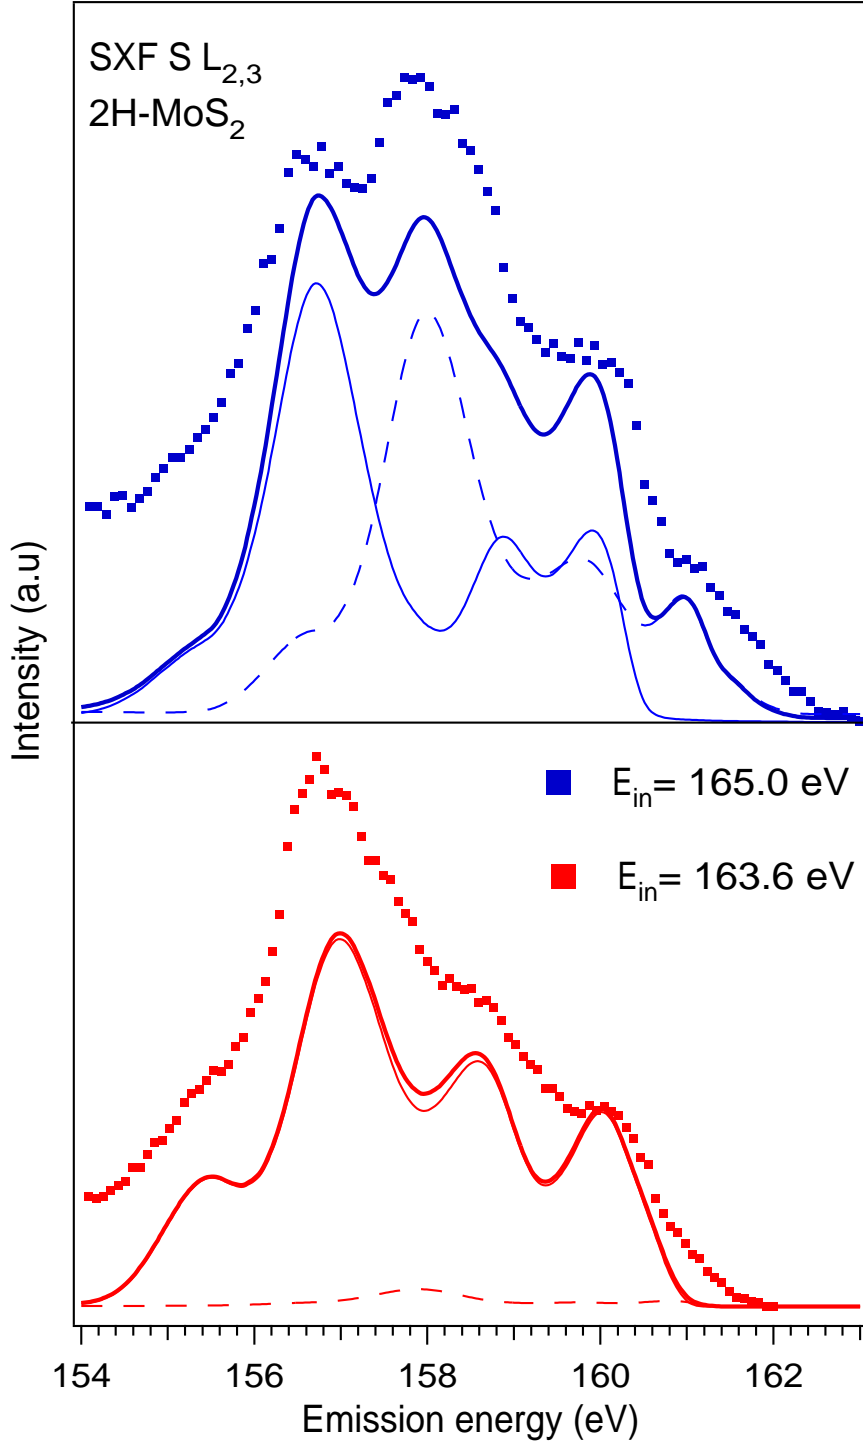 SXF S L2,3
2H-MoS2
Intensity (a.u)
Ein= 165.0 eV
Ein= 163.6 eV
154 156 158 160 162
Emission energy (eV)